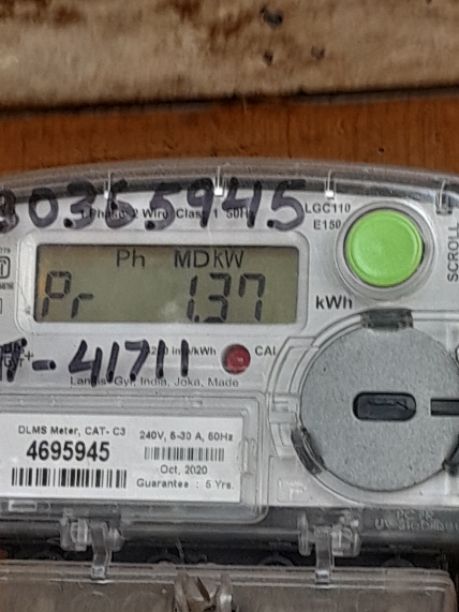 30365945
1 Phase 2 Wire Class 1 50Hz
LGC110
E150
SCROLL
Ph MDkW
Pr 1.37
kWh
-41711
imp/kWh
CAL
Landis+Gyr, India, Joka, Made
DLMS Meter, CAT- C3
4695945
240V, 5-30 A, 50Hz
Oct, 2020
Guarantee : 5 Yrs.